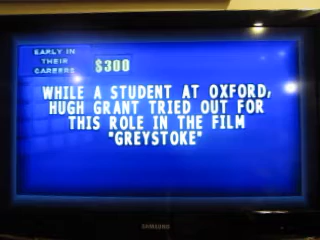 EARLY IN
THEIR
CAREERS
$300
WHILE A STUDENT AT OXFORD,
HUGH GRANT TRIED OUT FOR
THIS ROLE IN THE FILM
"GREYSTOKE"
SAMSUNG